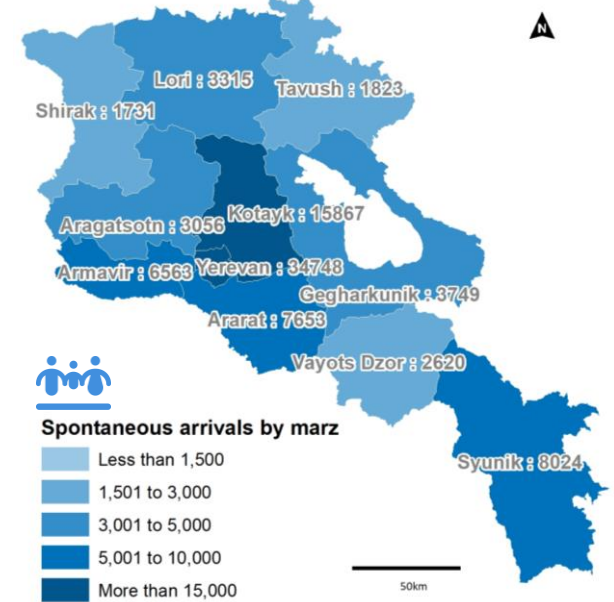 N
Lori : 3315
Tavush : 1823
Shirak : 1731
Kotayk : 15867
Aragatsotn : 3056
Armavir : 6563
Yerevan : 34748
Gegharkunik : 3749
Ararat : 7653
Vayots Dzor : 2620
Syunik : 8024
Spontaneous arrivals by marz
Less than 1,500
1,501 to 3,000
3,001 to 5,000
5,001 to 10,000
More than 15,000
50km